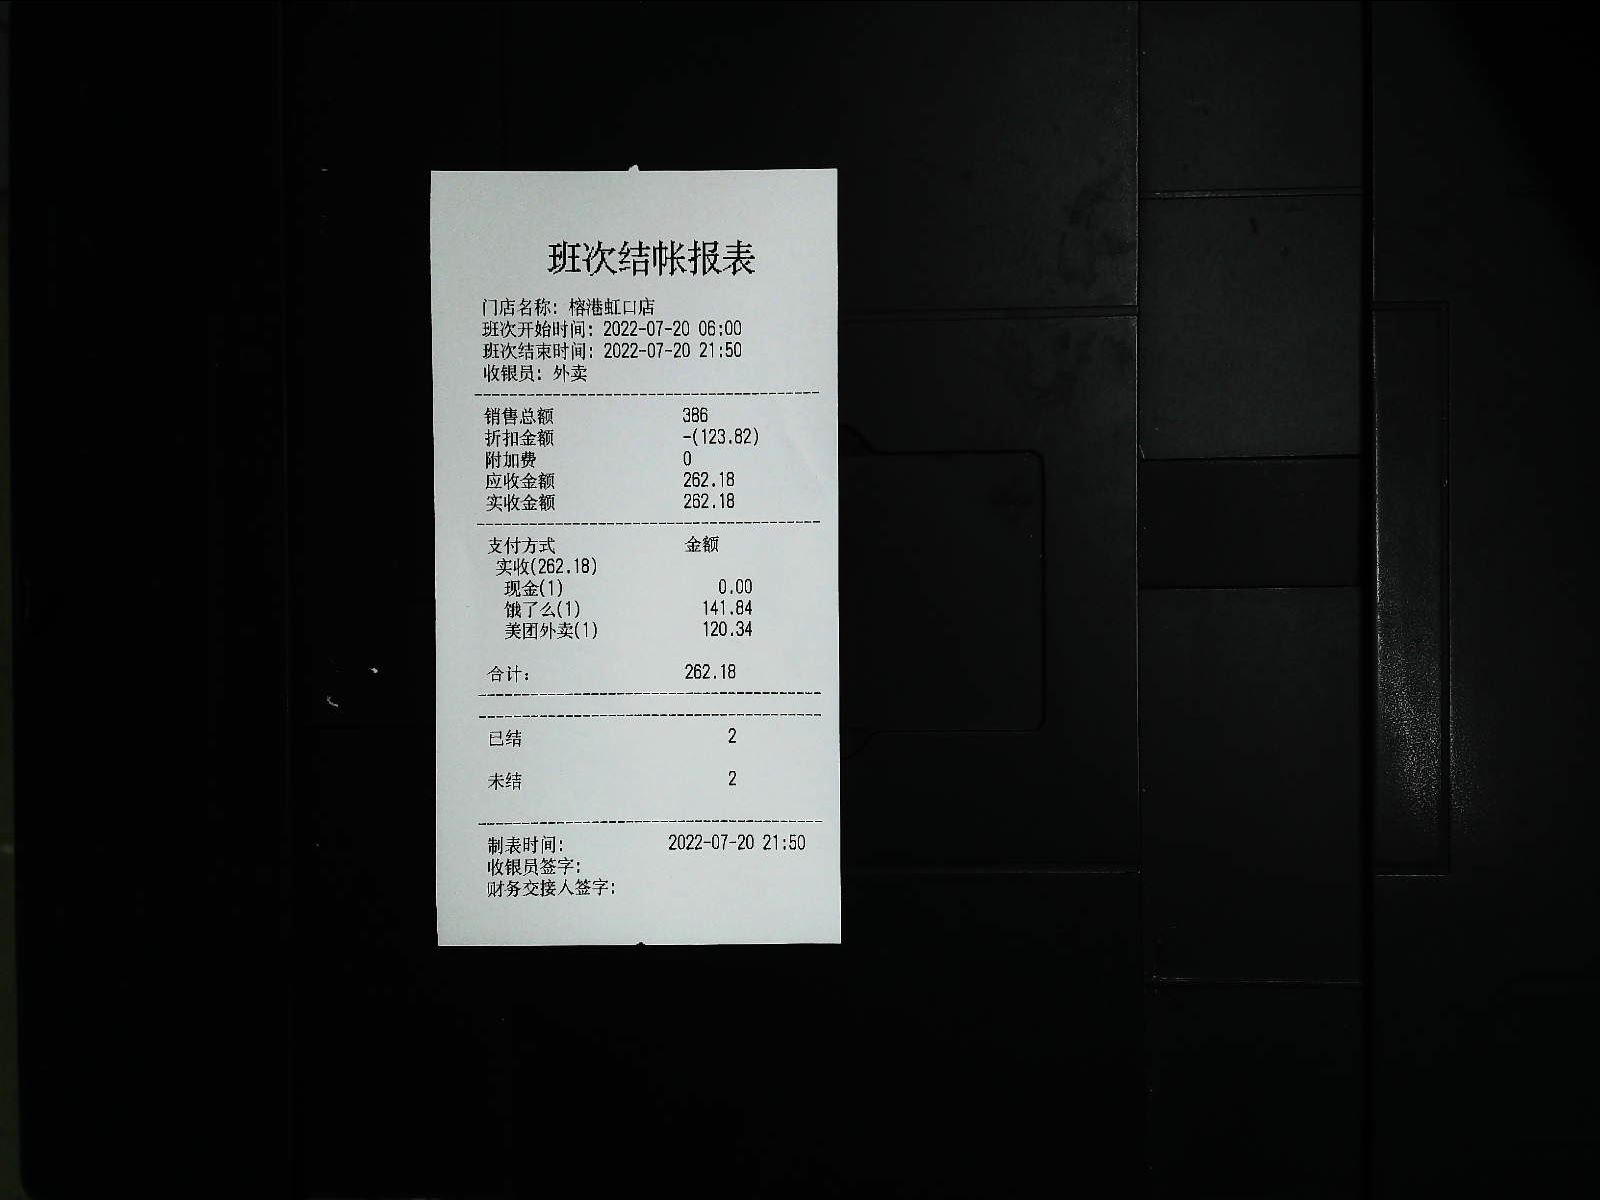 班次结帐报表
门店名称: 榕港虹口店
班次开始时间: 2022-07-20 06:00
班次结束时间: 2022-07-20 21:50
收银员: 外卖
销售总额 386
折扣金额 -(123.82)
附加费 0
应收金额 262.18
实收金额 262.18
支付方式 金额
实收(262.18)
现金(1) 0.00
饿了么(1) 141.84
美团外卖(1) 120.34
合计: 262.18
已结 2
未结 2
制表时间: 2022-07-20 21:50
收银员签字:
财务交接人签字: